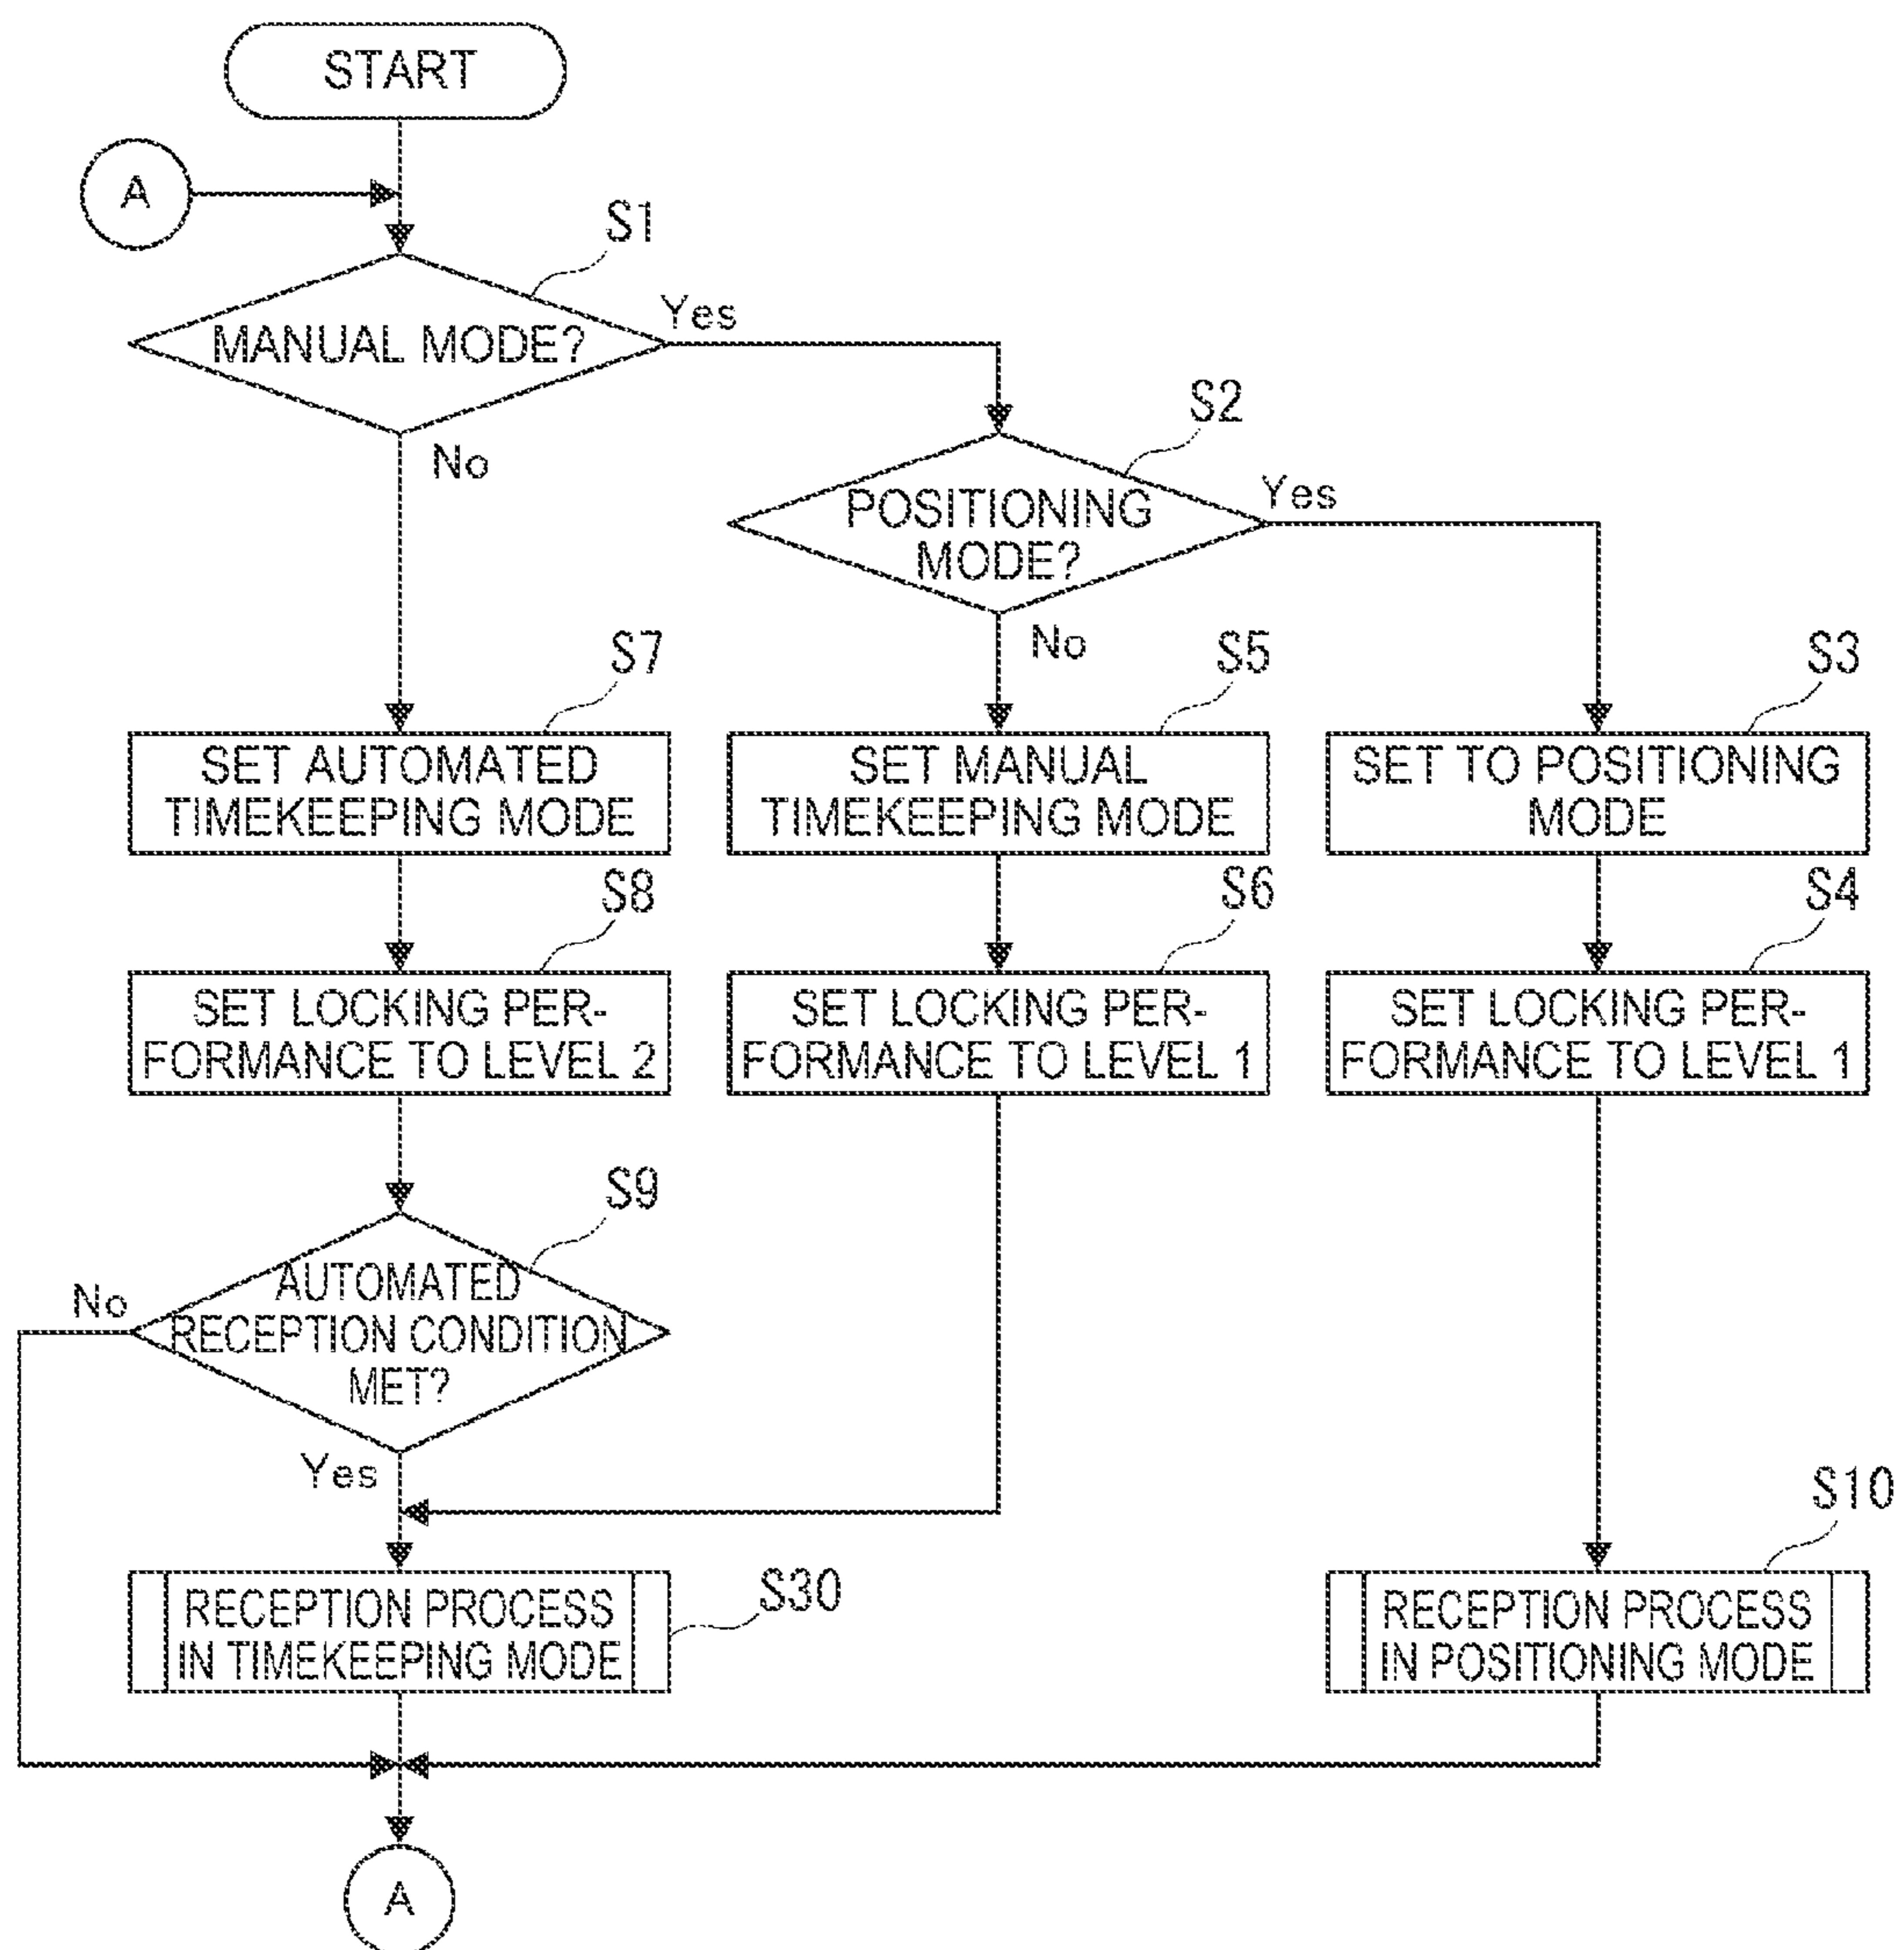 START
A
S1
MANUAL MODE?
Yes
No
S2
POSITIONING
MODE?
Yes
No
S7
SET AUTOMATED
TIMEKEEPING MODE
S5
SET MANUAL
TIMEKEEPING MODE
S3
SET TO POSITIONING
MODE
S8
SET LOCKING PER-
FORMANCE TO LEVEL 2
S6
SET LOCKING PER-
FORMANCE TO LEVEL 1
S4
SET LOCKING PER-
FORMANCE TO LEVEL 1
S9
AUTOMATED
RECEPTION CONDITION
MET?
No
Yes
S30
RECEPTION PROCESS
IN TIMEKEEPING MODE
S10
RECEPTION PROCESS
IN POSITIONING MODE
A